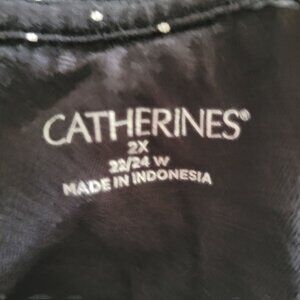 CATHERINES®
2X
22/24 W
MADE IN INDONESIA